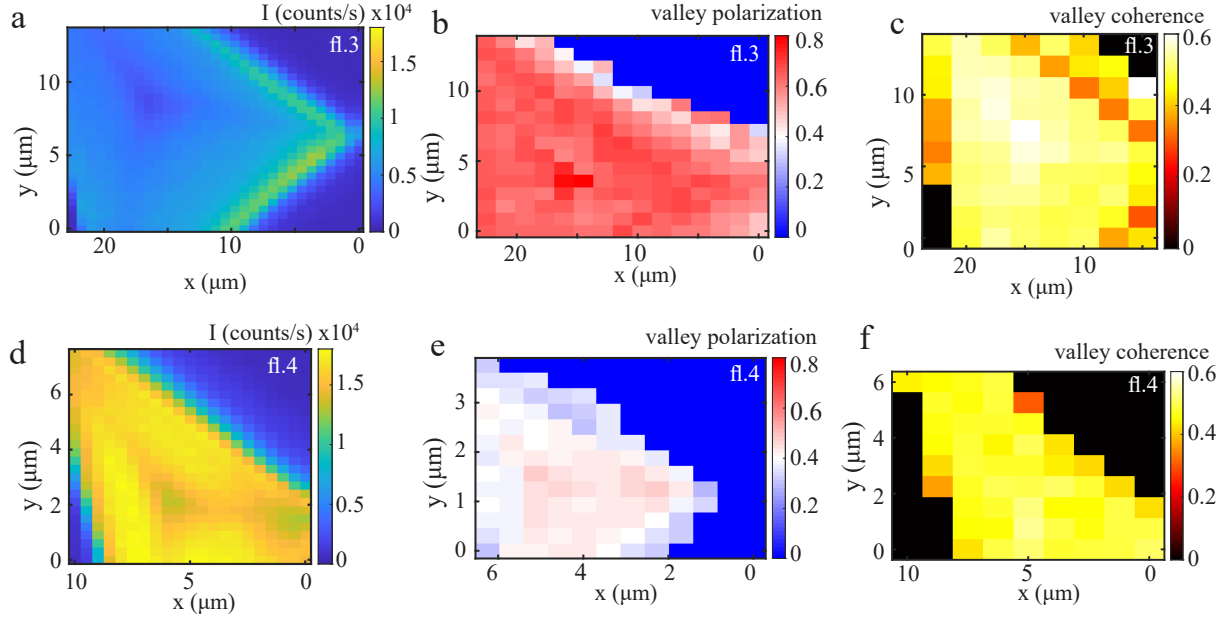 a
I (counts/s) x10⁴
fl.3
1.5
1
0.5
0
10
5
0
y (μm)
20
10
0
x (μm)
b
valley polarization
fl.3
0.8
0.6
0.4
0.2
0
10
5
0
y (μm)
20
10
0
x (μm)
c
valley coherence
fl.3
0.6
0.4
0.2
0
10
5
0
y (μm)
20
10
x (μm)
d
I (counts/s) x10⁴
fl.4
1.5
1
0.5
0
6
4
2
0
y (μm)
10
5
0
x (μm)
e
valley polarization
fl.4
0.8
0.6
0.4
0.2
0
3
2
1
0
y (μm)
6
4
2
0
x (μm)
f
valley coherence
fl.4
0.6
0.4
0.2
0
6
4
2
0
y (μm)
10
5
0
x (μm)